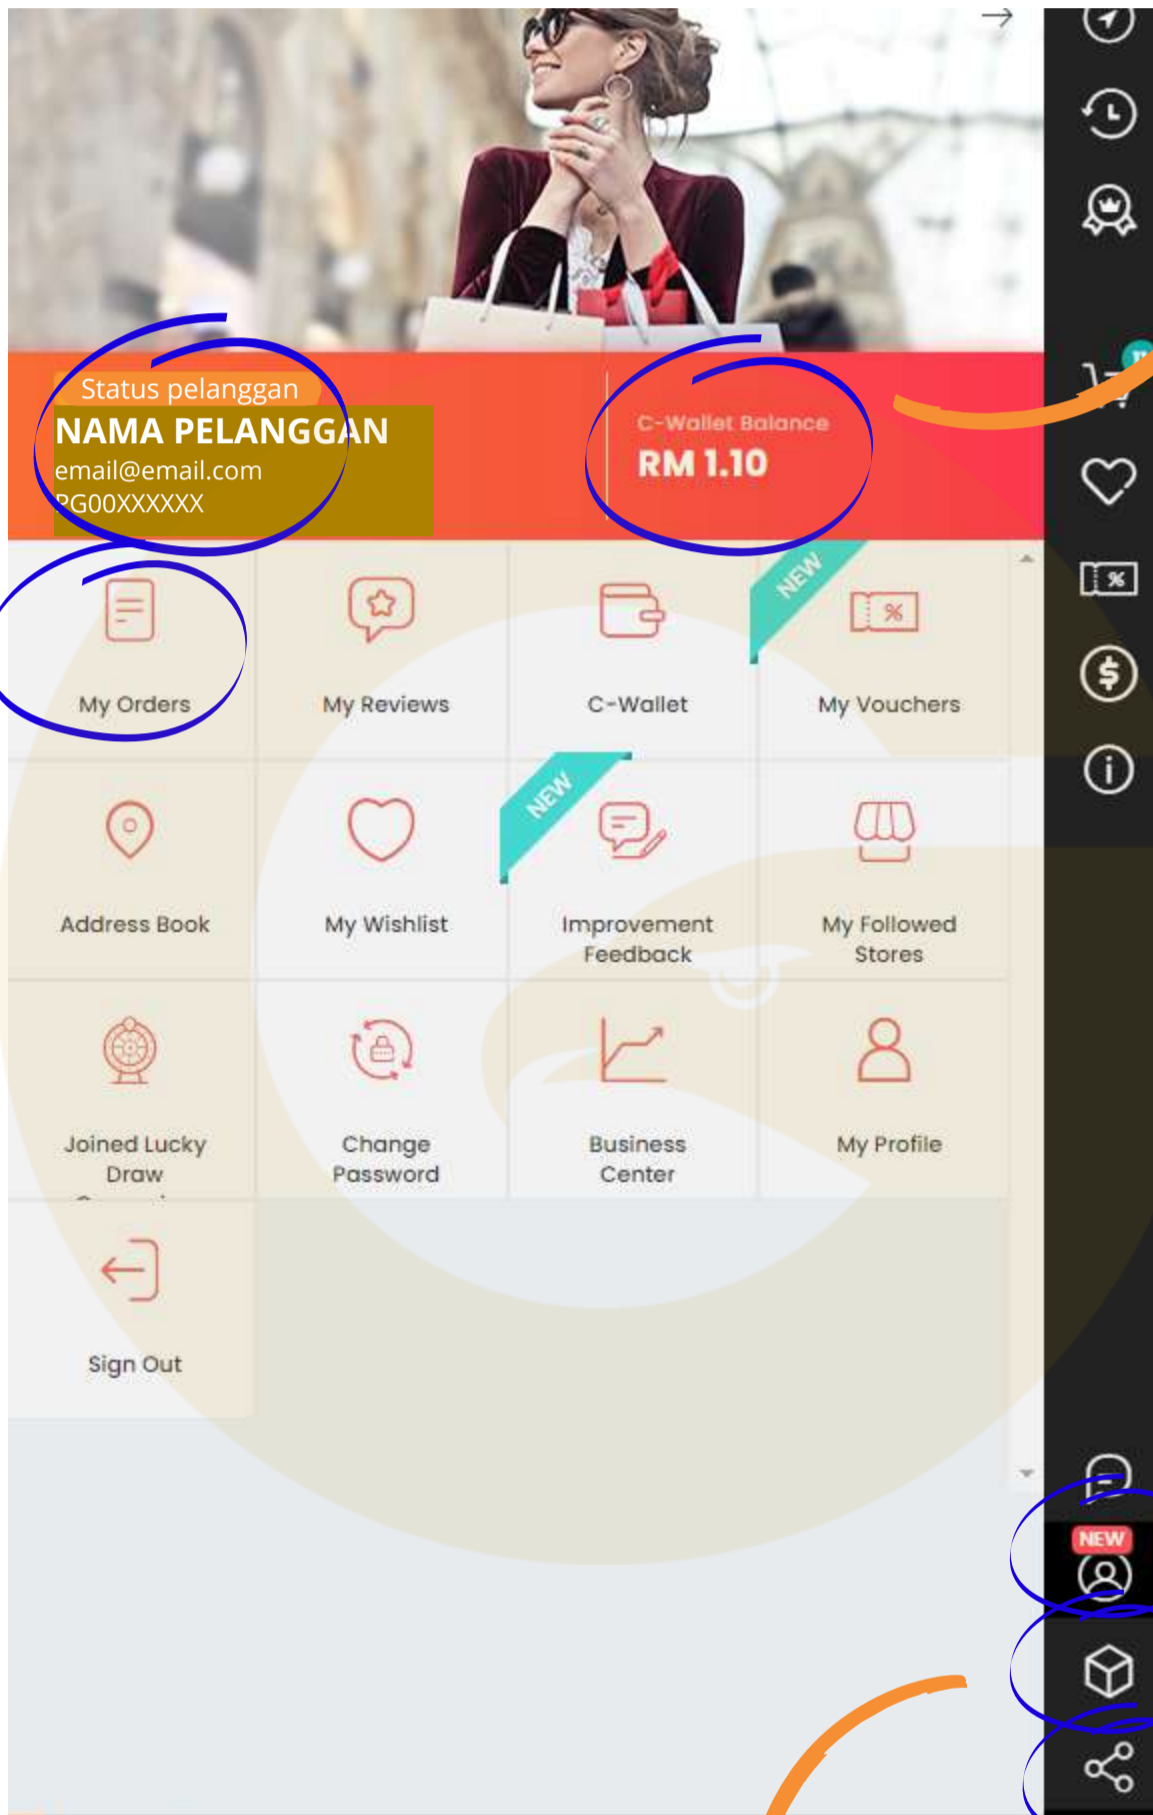 Status pelanggan
NAMA PELANGGAN
email@email.com
PG00XXXXXX
C-Wallet Balance
RM 1.10
NEW
My Orders
My Reviews
C-Wallet
My Vouchers
NEW
Address Book
My Wishlist
Improvement
Feedback
My Followed
Stores
Joined Lucky
Draw
Change
Password
Business
Center
My Profile
Sign Out
NEW